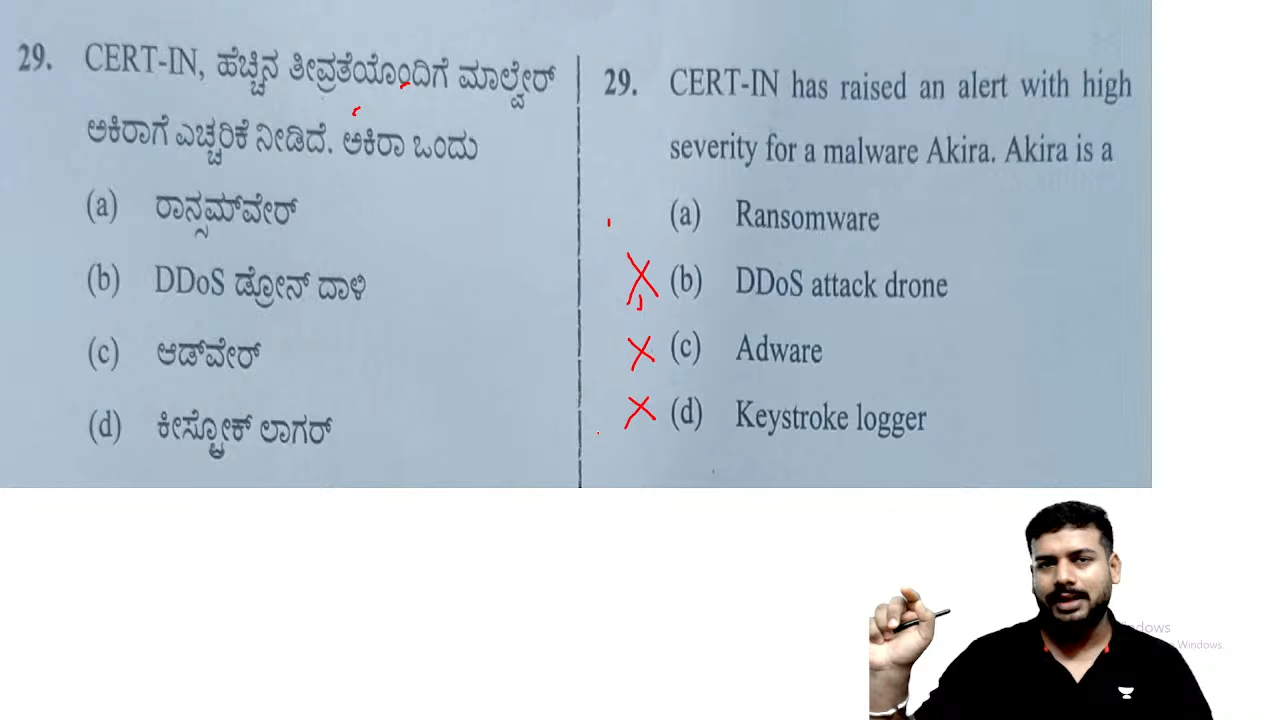 29. CERT-IN, ಹೆಚ್ಚಿನ ತೀವ್ರತೆಯೊಂದಿಗೆ ಮಾಲ್ವೇರ್
ಅಕಿರಾಗೆ ಎಚ್ಚರಿಕೆ ನೀಡಿದೆ. ಅಕಿರಾ ಒಂದು
(a) ರಾನ್ಸಮ್‌ವೇರ್
(b) DDoS ಡ್ರೋನ್ ದಾಳಿ
(c) ಆಡ್‌ವೇರ್
(d) ಕೀಸ್ಟ್ರೋಕ್ ಲಾಗರ್
29. CERT-IN has raised an alert with high
severity for a malware Akira. Akira is a
(a) Ransomware
(b) DDoS attack drone
(c) Adware
(d) Keystroke logger
Windows.